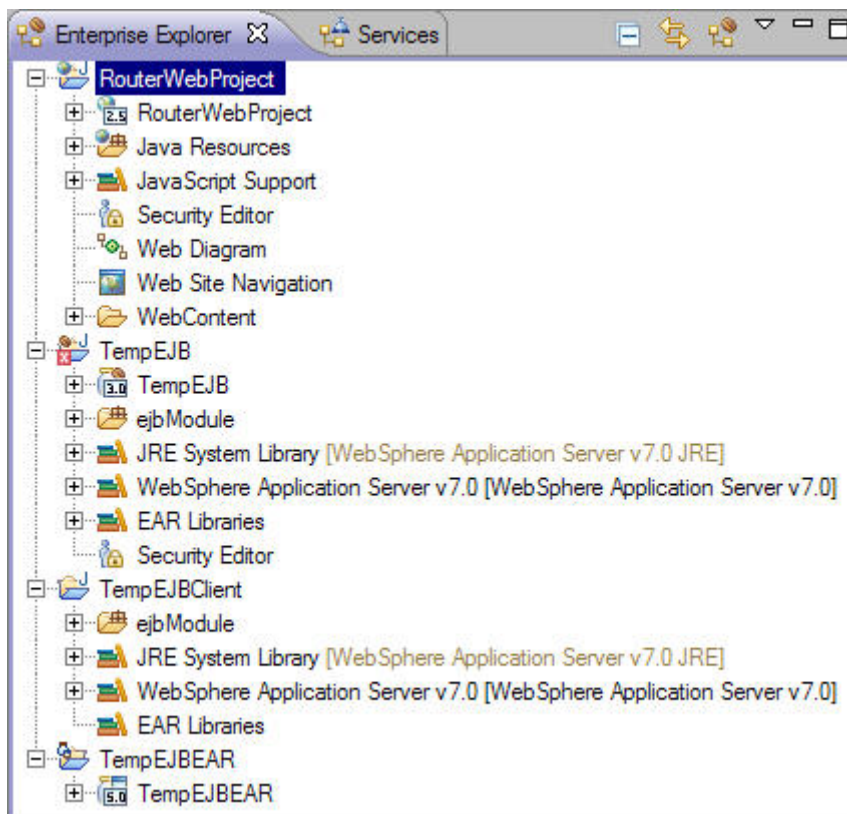 Enterprise Explorer Services
RouterWebProject
2.5 RouterWebProject
Java Resources
JavaScript Support
Security Editor
Web Diagram
Web Site Navigation
WebContent
TempEJB
3.0 TempEJB
ejbModule
JRE System Library [WebSphere Application Server v7.0 JRE]
WebSphere Application Server v7.0 [WebSphere Application Server v7.0]
EAR Libraries
Security Editor
TempEJBClient
ejbModule
JRE System Library [WebSphere Application Server v7.0 JRE]
WebSphere Application Server v7.0 [WebSphere Application Server v7.0]
EAR Libraries
TempEJBEAR
5.0 TempEJBEAR